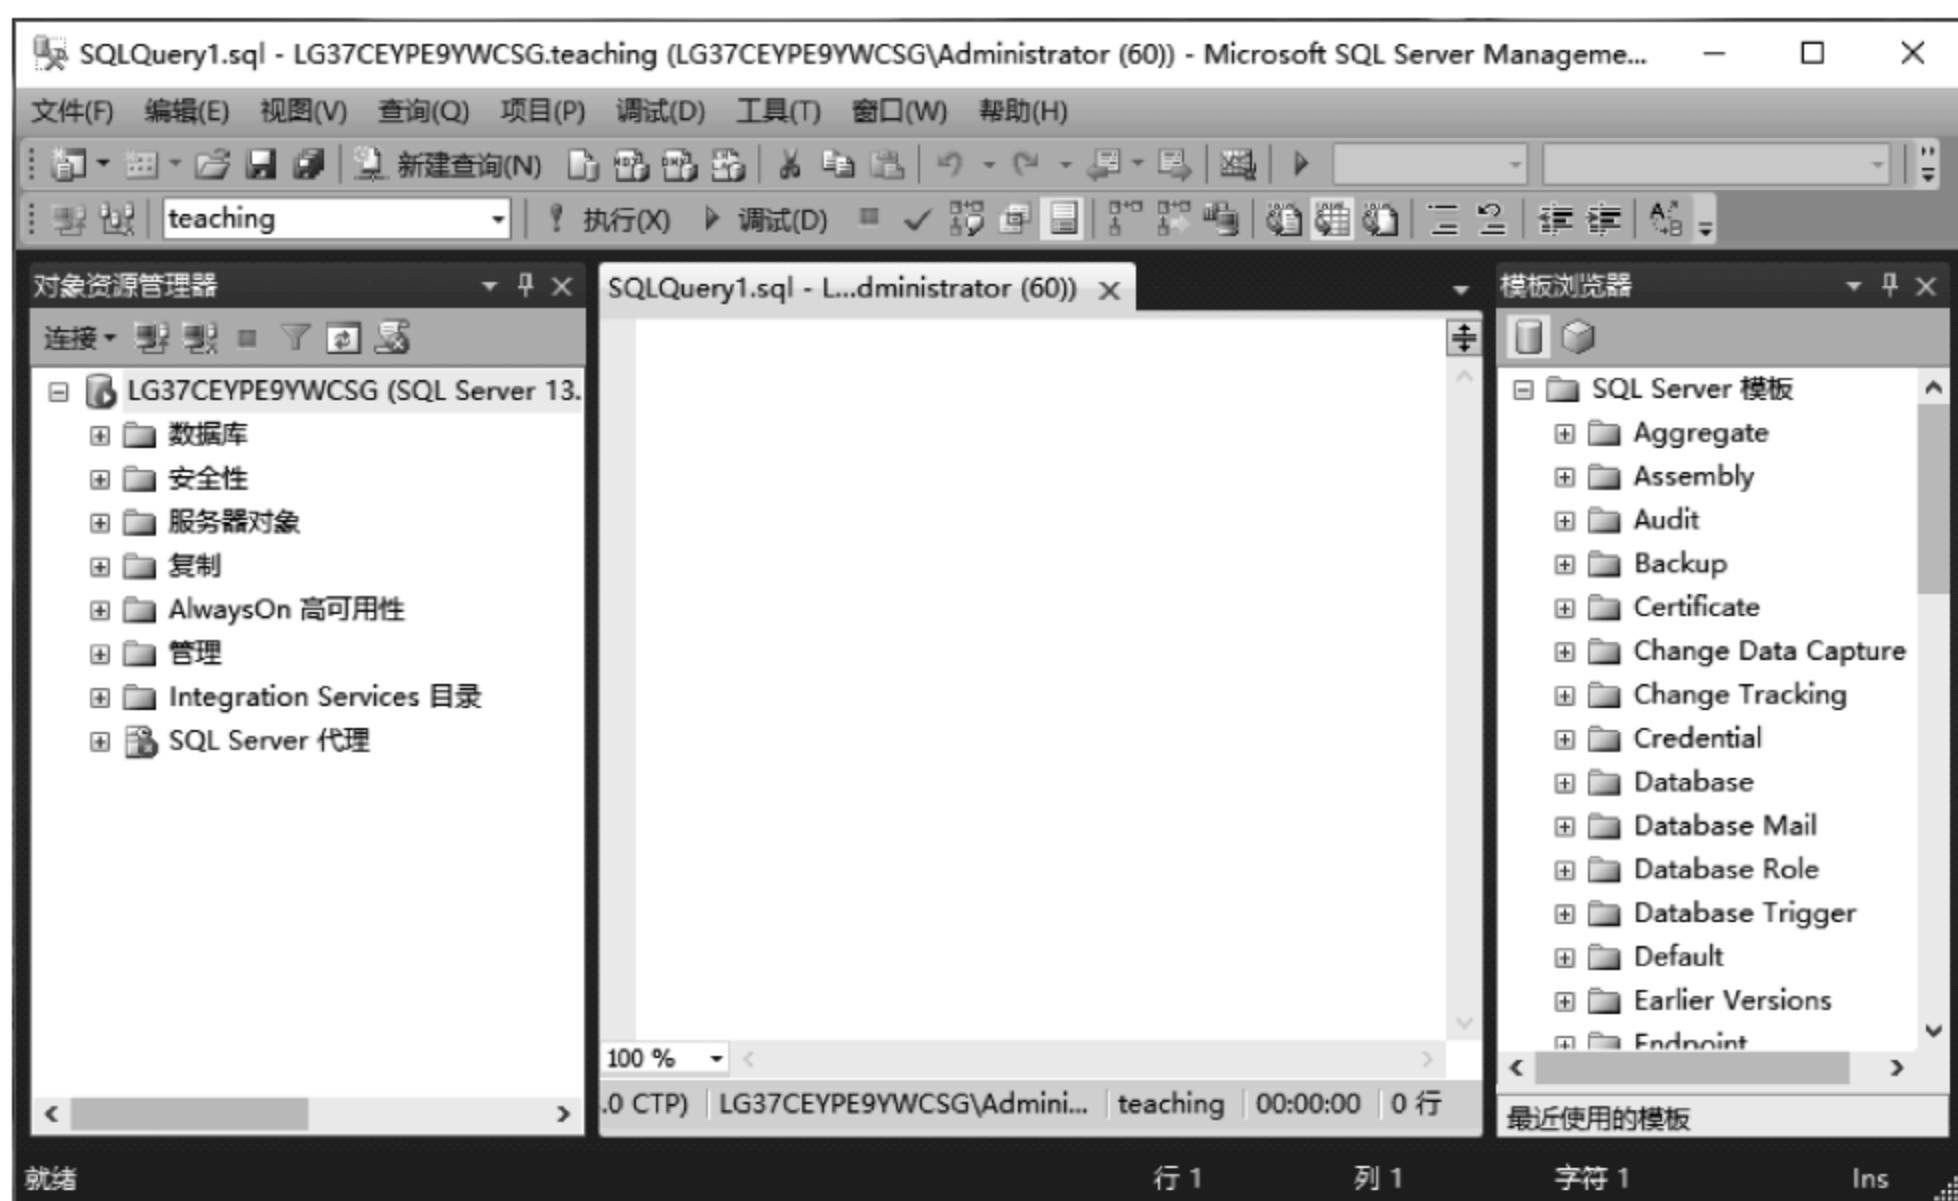 SQLQuery1.sql - LG37CEYPE9YWCSG.teaching (LG37CEYPE9YWCSG\Administrator (60)) - Microsoft SQL Server Manageme...
文件(F) 编辑(E) 视图(V) 查询(Q) 项目(P) 调试(D) 工具(T) 窗口(W) 帮助(H)
新建查询(N)
teaching 执行(X) 调试(D)
对象资源管理器
连接
LG37CEYPE9YWCSG (SQL Server 13.
数据库
安全性
服务器对象
复制
AlwaysOn 高可用性
管理
Integration Services 目录
SQL Server 代理
SQLQuery1.sql - L...dministrator (60))
100 %
.0 CTP) LG37CEYPE9YWCSG\Admini... teaching 00:00:00 0 行
模板浏览器
SQL Server 模板
Aggregate
Assembly
Audit
Backup
Certificate
Change Data Capture
Change Tracking
Credential
Database
Database Mail
Database Role
Database Trigger
Default
Earlier Versions
Endpoint
最近使用的模板
就绪 行 1 列 1 字符 1 Ins